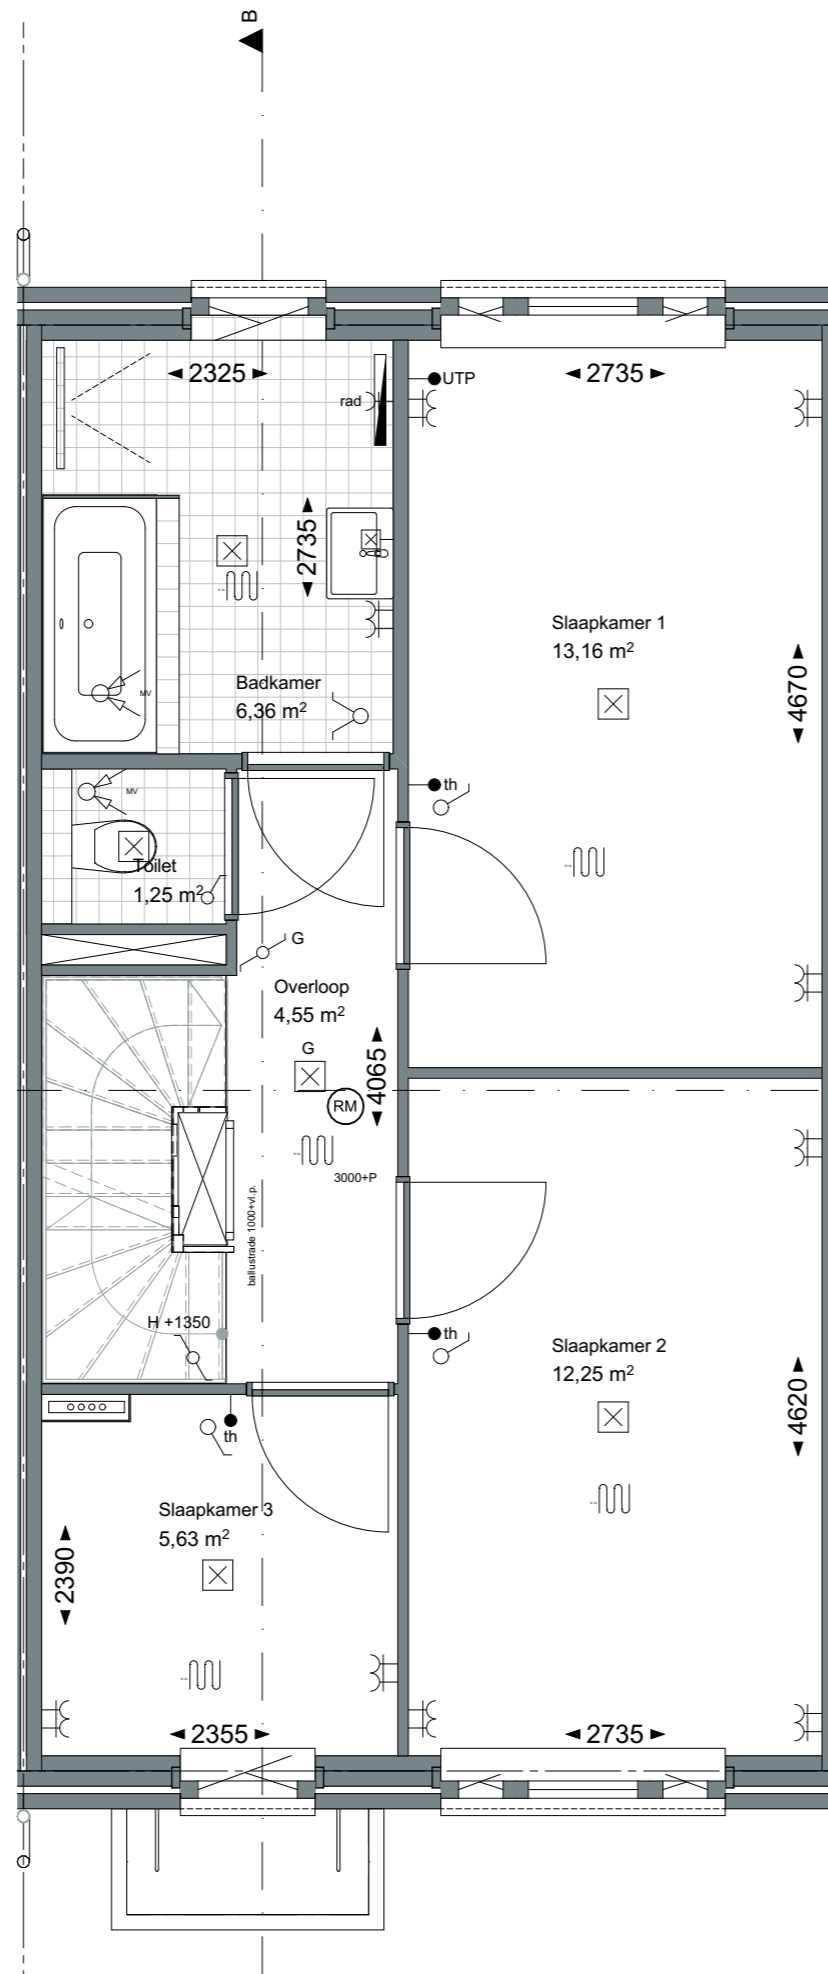 B
2325
2735
UTP
rad
2735
Slaapkamer 1
13,16 m²
4670
Badkamer
6,36 m²
MV
th
MV
Toilet
1,25 m²
G
Overloop
4,55 m²
G
4065
RM
3000+P
ballustrade 1000+vl.p.
H +1350
th
Slaapkamer 2
12,25 m²
4620
th
Slaapkamer 3
5,63 m²
2390
2355
2735